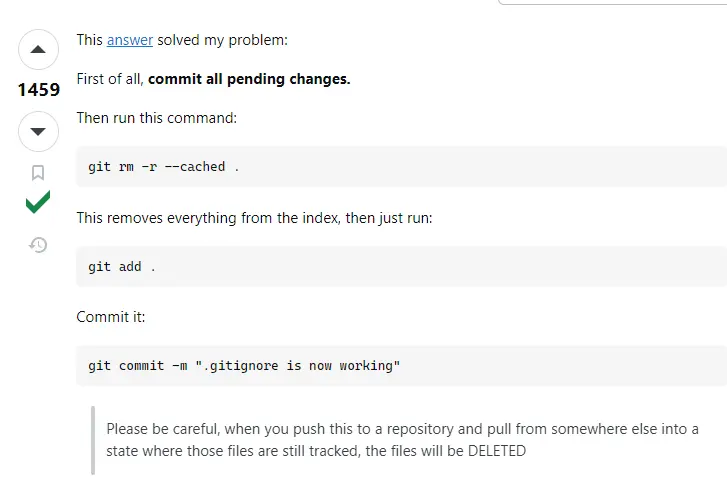 This answer solved my problem:
1459
First of all, commit all pending changes.
Then run this command:
git rm -r --cached .
This removes everything from the index, then just run:
git add .
Commit it:
git commit -m ".gitignore is now working"
Please be careful, when you push this to a repository and pull from somewhere else into a
state where those files are still tracked, the files will be DELETED